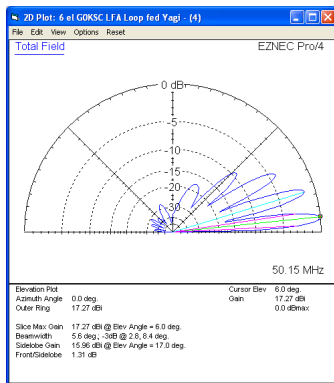 2D Plot: 6 el G0KSC LFA Loop fed Yagi - (4)
File Edit View Options Reset
Total Field
EZNEC Pro/4
0 dB
-5
-10
-15
-20
-30
50.15 MHz
Elevation Plot
Azimuth Angle 0.0 deg.
Outer Ring 17.27 dBi
Cursor Elev 6.0 deg.
Gain 17.27 dBi
0.0 dBmax
Slice Max Gain 17.27 dBi @ Elev Angle = 6.0 deg.
Beamwidth 5.6 deg.; -3dB @ 2.8, 8.4 deg.
Sidelobe Gain 15.96 dBi @ Elev Angle = 17.0 deg.
Front/Sidelobe 1.31 dB